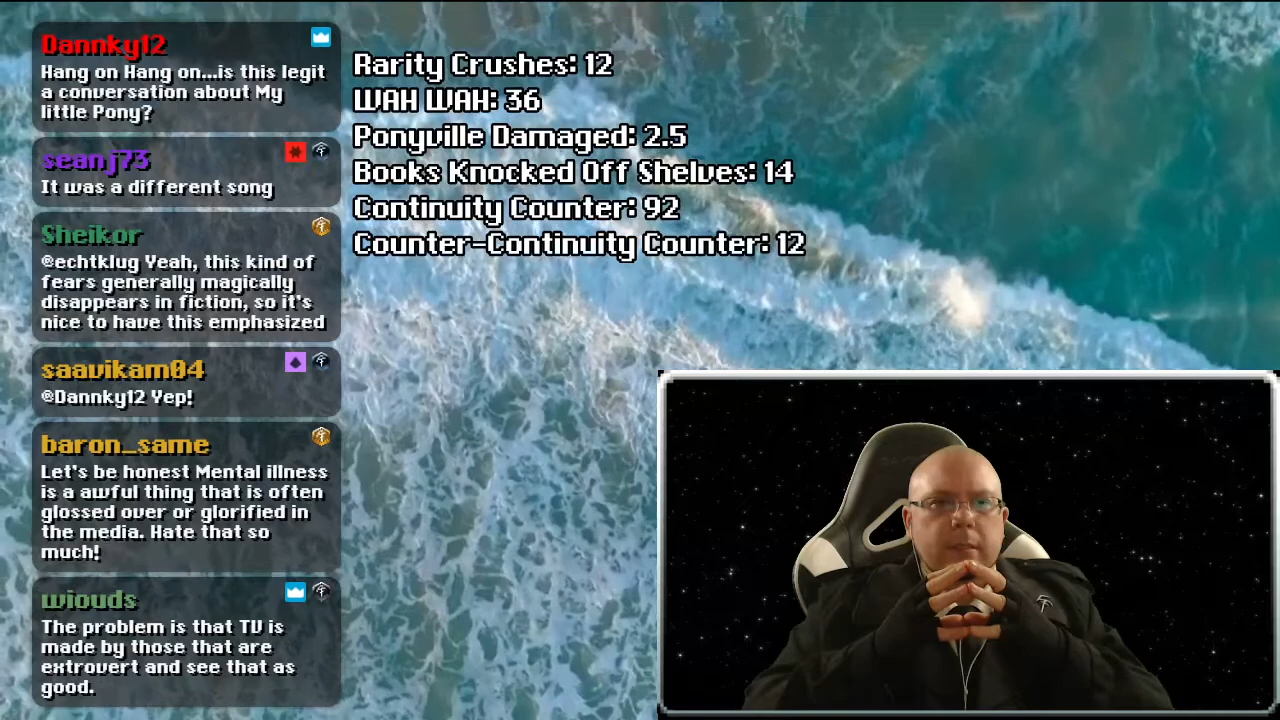 Dannky12
Hang on Hang on...is this legit
a conversation about My
little Pony?
seanj73
It was a different song
Sheikor
@echtklug Yeah, this kind of
fears generally magically
disappears in fiction, so it's
nice to have this emphasized
saavikam04
@Dannky12 Yep!
baron_same
Let's be honest Mental illness
is a awful thing that is often
glossed over or glorified in
the media. Hate that so
much!
wiouds
The problem is that TV is
made by those that are
extrovert and see that as
good.
Rarity Crushes: 12
WAH WAH: 36
Ponyville Damaged: 2.5
Books Knocked Off Shelves: 14
Continuity Counter: 92
Counter-Continuity Counter: 12